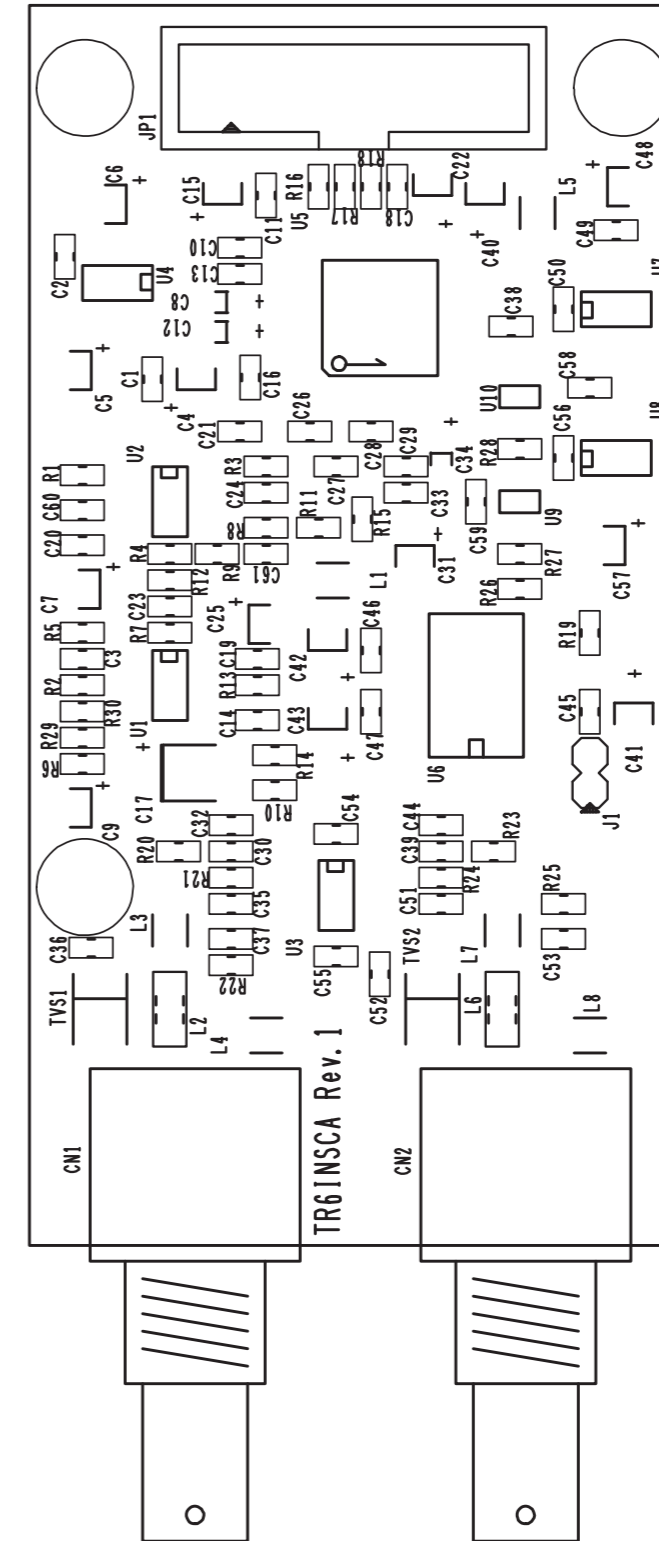 JP1
C6
+
C15
+
C11
R16
U5
R17
R18
C18
C22
+
+
C40
L5
+
C48
C49
C2
U4
C10
C13
C8
+
C12
+
C38
C50
C5
+
C1
+
C4
C16
1
U10
C58
U8
C21
C26
C28
C29
+
C34
R28
C56
R1
U2
R3
C27
C60
C24
R11
R15
C33
C59
U9
C20
R8
R4
R9
C61
L1
+
C31
R27
+
C57
R12
R26
C7
+
C23
C25
+
R5
R7
C46
R19
C3
C19
C42
+
R2
R13
R30
U1
C14
C43
C47
C45
+
C41
R29
+
R14
+
U6
R6
+
C17
R10
J1
C9
C32
C54
C44
R23
R20
C30
C39
R21
R24
L3
C35
C51
R25
C36
C37
U3
TVS2
L7
C53
R22
C55
C52
TVS1
L2
L4
L6
L8
TR6INSCA Rev.1
CN1
CN2